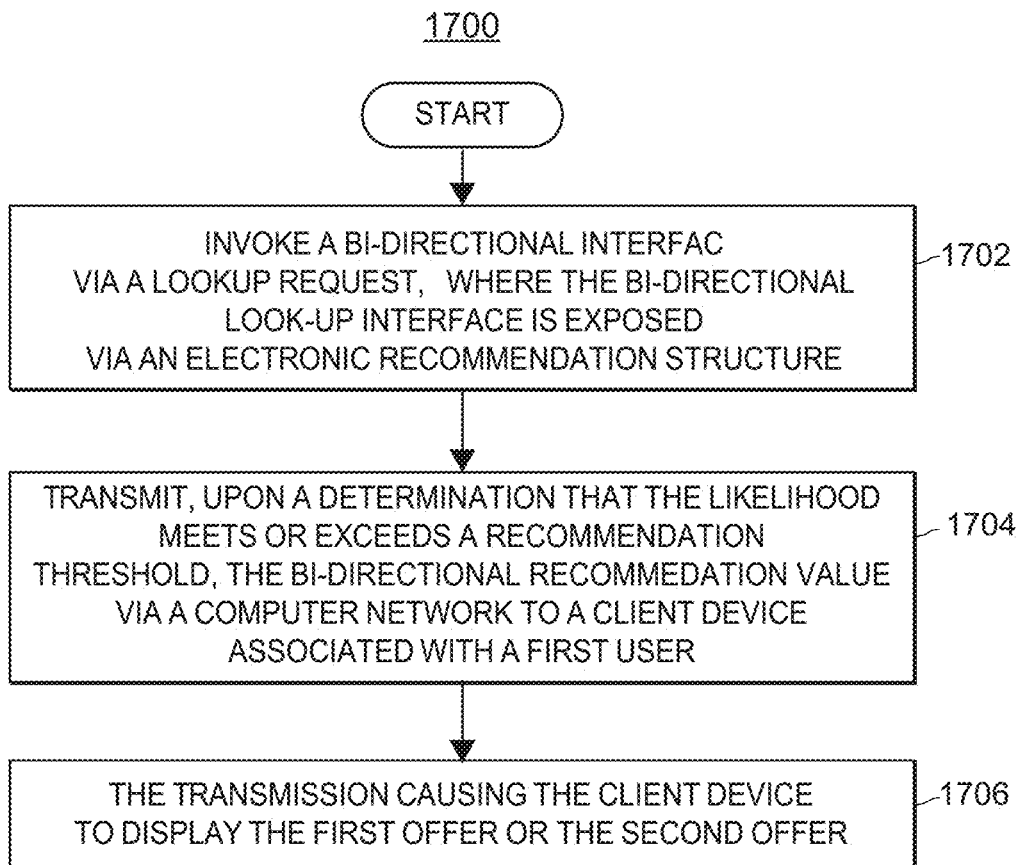 1700
START
INVOKE A BI-DIRECTIONAL INTERFAC
VIA A LOOKUP REQUEST, WHERE THE BI-DIRECTIONAL
LOOK-UP INTERFACE IS EXPOSED
VIA AN ELECTRONIC RECOMMENDATION STRUCTURE
1702
TRANSMIT, UPON A DETERMINATION THAT THE LIKELIHOOD
MEETS OR EXCEEDS A RECOMMENDATION
THRESHOLD, THE BI-DIRECTIONAL RECOMMEDATION VALUE
VIA A COMPUTER NETWORK TO A CLIENT DEVICE
ASSOCIATED WITH A FIRST USER
1704
THE TRANSMISSION CAUSING THE CLIENT DEVICE
TO DISPLAY THE FIRST OFFER OR THE SECOND OFFER
1706